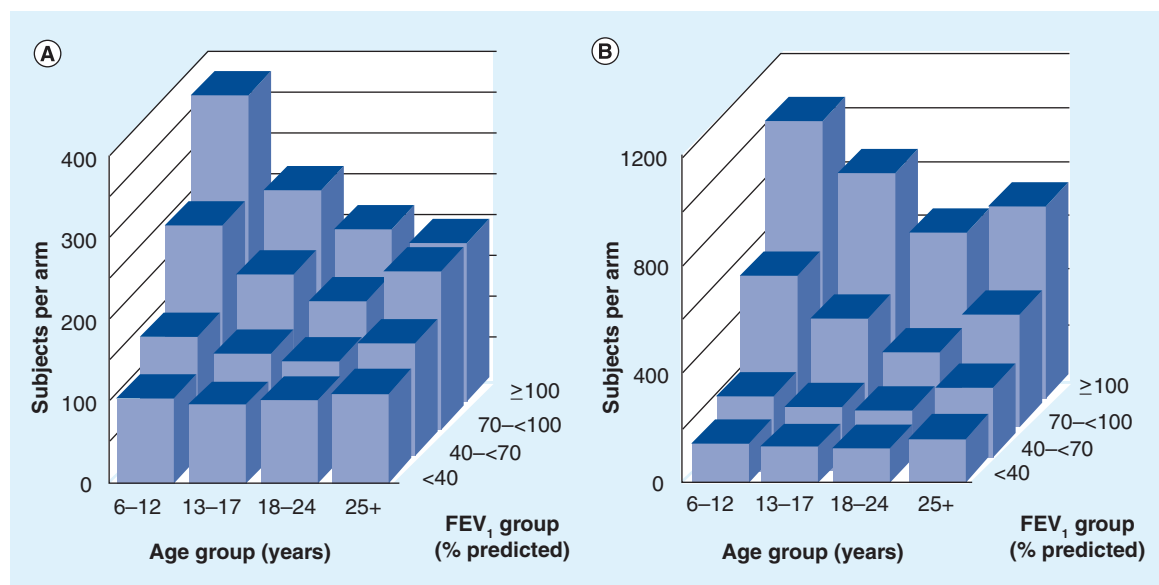 A
400
300
200
100
0
Subjects per arm
6–12 13–17 18–24 25+
Age group (years)
<40
40–<70
70–<100
≥100
FEV₁ group
(% predicted)
B
1200
800
400
0
Subjects per arm
6–12 13–17 18–24 25+
Age group (years)
<40
40–<70
70–<100
≥100
FEV₁ group
(% predicted)